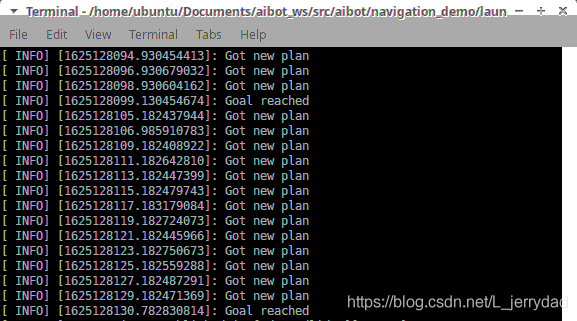 Terminal - /home/ubuntu/Documents/aibot_ws/src/aibot/navigation_demo/laun
File Edit View Terminal Tabs Help
[ INFO] [1625128094.930454413]: Got new plan
[ INFO] [1625128096.930679032]: Got new plan
[ INFO] [1625128098.930604162]: Got new plan
[ INFO] [1625128099.130454674]: Goal reached
[ INFO] [1625128105.182437944]: Got new plan
[ INFO] [1625128106.985910783]: Got new plan
[ INFO] [1625128109.182408922]: Got new plan
[ INFO] [1625128111.182642810]: Got new plan
[ INFO] [1625128113.182447399]: Got new plan
[ INFO] [1625128115.182479743]: Got new plan
[ INFO] [1625128117.183179084]: Got new plan
[ INFO] [1625128119.182724073]: Got new plan
[ INFO] [1625128121.182445966]: Got new plan
[ INFO] [1625128123.182750673]: Got new plan
[ INFO] [1625128125.182559288]: Got new plan
[ INFO] [1625128127.182487291]: Got new plan
[ INFO] [1625128129.182471369]: Got new plan
[ INFO] [1625128130.782830814]: Goal reached
https://blog.csdn.net/L_jerrydad